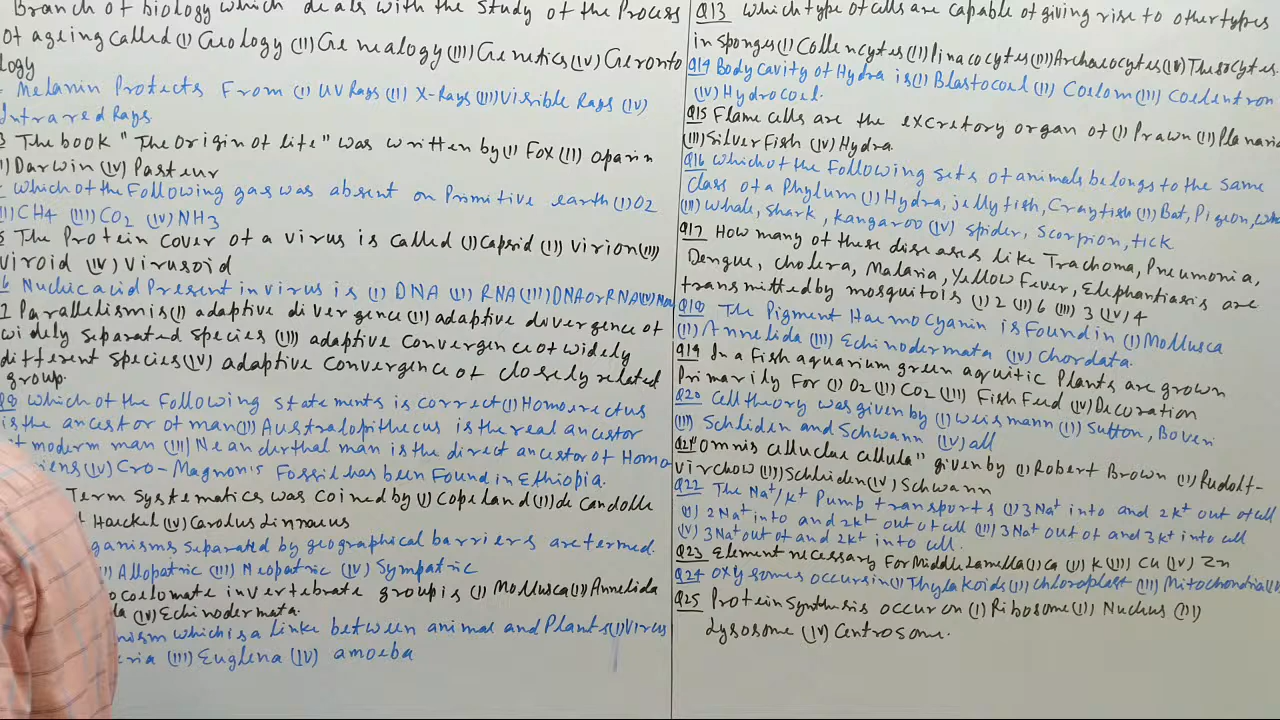 Branch of biology which deals with the study of the Process
of ageing called (I) Geology (II) Genealogy (III) Genetics (IV) Geronto
logy
Melanin Protects From (I) UV Rays (II) X-Rays (III) Visible Rays (IV)
Infrared Rays.
3 The book "The Origin of life" was written by (I) Fox (II) Oparin
Darwin (IV) Pasteur
Which of the Following gas was absent on Primitive earth (I) O2
(II) CH4 (III) CO2 (IV) NH3
5 The Protein cover of a virus is called (I) Capsid (II) Virion (III)
Viroid (IV) Virusoid
6 Nucleic acid Present in virus is (I) DNA (II) RNA (III) DNA or RNA (IV)
7 Parallelism is (I) adaptive divergence (II) adaptive divergence of
widely separated species (III) adaptive convergence of widely
different species (IV) adaptive convergence of closely related
group.
Q8 Which of the Following statements is correct (I) Homoerectus
is the ancestor of man (II) Australopithecus is the real ancestor
of moderm man (III) Neanderthal man is the direct ancestor of Homo
iens (IV) Cro-Magnon's Fossil has been Found in Ethiopia.
Term Systematics was coined by (I) Copeland (II) de Candolle
Haeckel (IV) Carolus Linnaeus
ganisms separated by geographical barriers are termed.
(I) Allopatric (III) Neopatric (IV) Sympatric
ocoelomate invertebrate group is (I) Mollusca (II) Annelida
da (IV) Echinodermata.
nism which is a linke between animal and Plants (I) Virus
eria (III) Euglena (IV) amoeba
Q13 Which type of cells are capable of giving rise to other types
in sponges (I) Collencytes (II) Pinacocytes (III) Archaeocytes (IV) Thesocytes.
Q14 Body cavity of Hydra is (I) Blastocoel (II) Coelom (III) Coelentron
(IV) Hydrocoel.
Q15 Flame cells are the excretory organ of (I) Prawn (II) Planaria
(III) Silver Fish (IV) Hydra.
Q16 Which of the Following sets of animals belongs to the same
class of a Phylum (I) Hydra, jelly fish, Crayfish (II) Bat, Pigeon,
(III) Whale, shark, kangaroo (IV) spider, Scorpion, tick
Q17 How many of these diseases like Trachoma, Pneumonia,
Dengue, cholera, Malaria, Yellow Fever, Elephantiasis are
transmitted by mosquitois (I) 2 (II) 6 (III) 3 (IV) 4
Q18 The Pigment Haemocyanin is Found in (I) Mollusca
(II) Annelida (III) Echinodermata (IV) Chordata.
Q19 In a Fish aquarium green aquitic Plants are grown
Primarily For (I) O2 (II) CO2 (III) Fish Feed (IV) Decoration
Q20 Cell theory was given by (I) Weismann (II) Sutton, Boveri
(III) Schliden and Schwann (IV) all
Q21 "Omnis celluclae cellula" given by (I) Robert Brown (II) Rudolf-
Virchow (III) Schleiden (IV) Schwann
Q22 The Na+/K+ Pump transports (I) 3Na+ into and 2K+ out of cell
(II) 2Na+ into and 2K+ out of cell (III) 3Na+ out of and 3K+ into cell
(IV) 3Na+ out of and 2K+ into cell.
Q23 Element necessary For Middle Lamella (I) Ca (II) K (III) Cu (IV) Zn
Q24 Oxysomes occurs in (I) Thylakoids (II) chloroplast (III) Mitochondria
Q25 Protein Synthesis occur on (I) Ribosome (II) Nucleus (III)
Lysosome (IV) Centrosome.